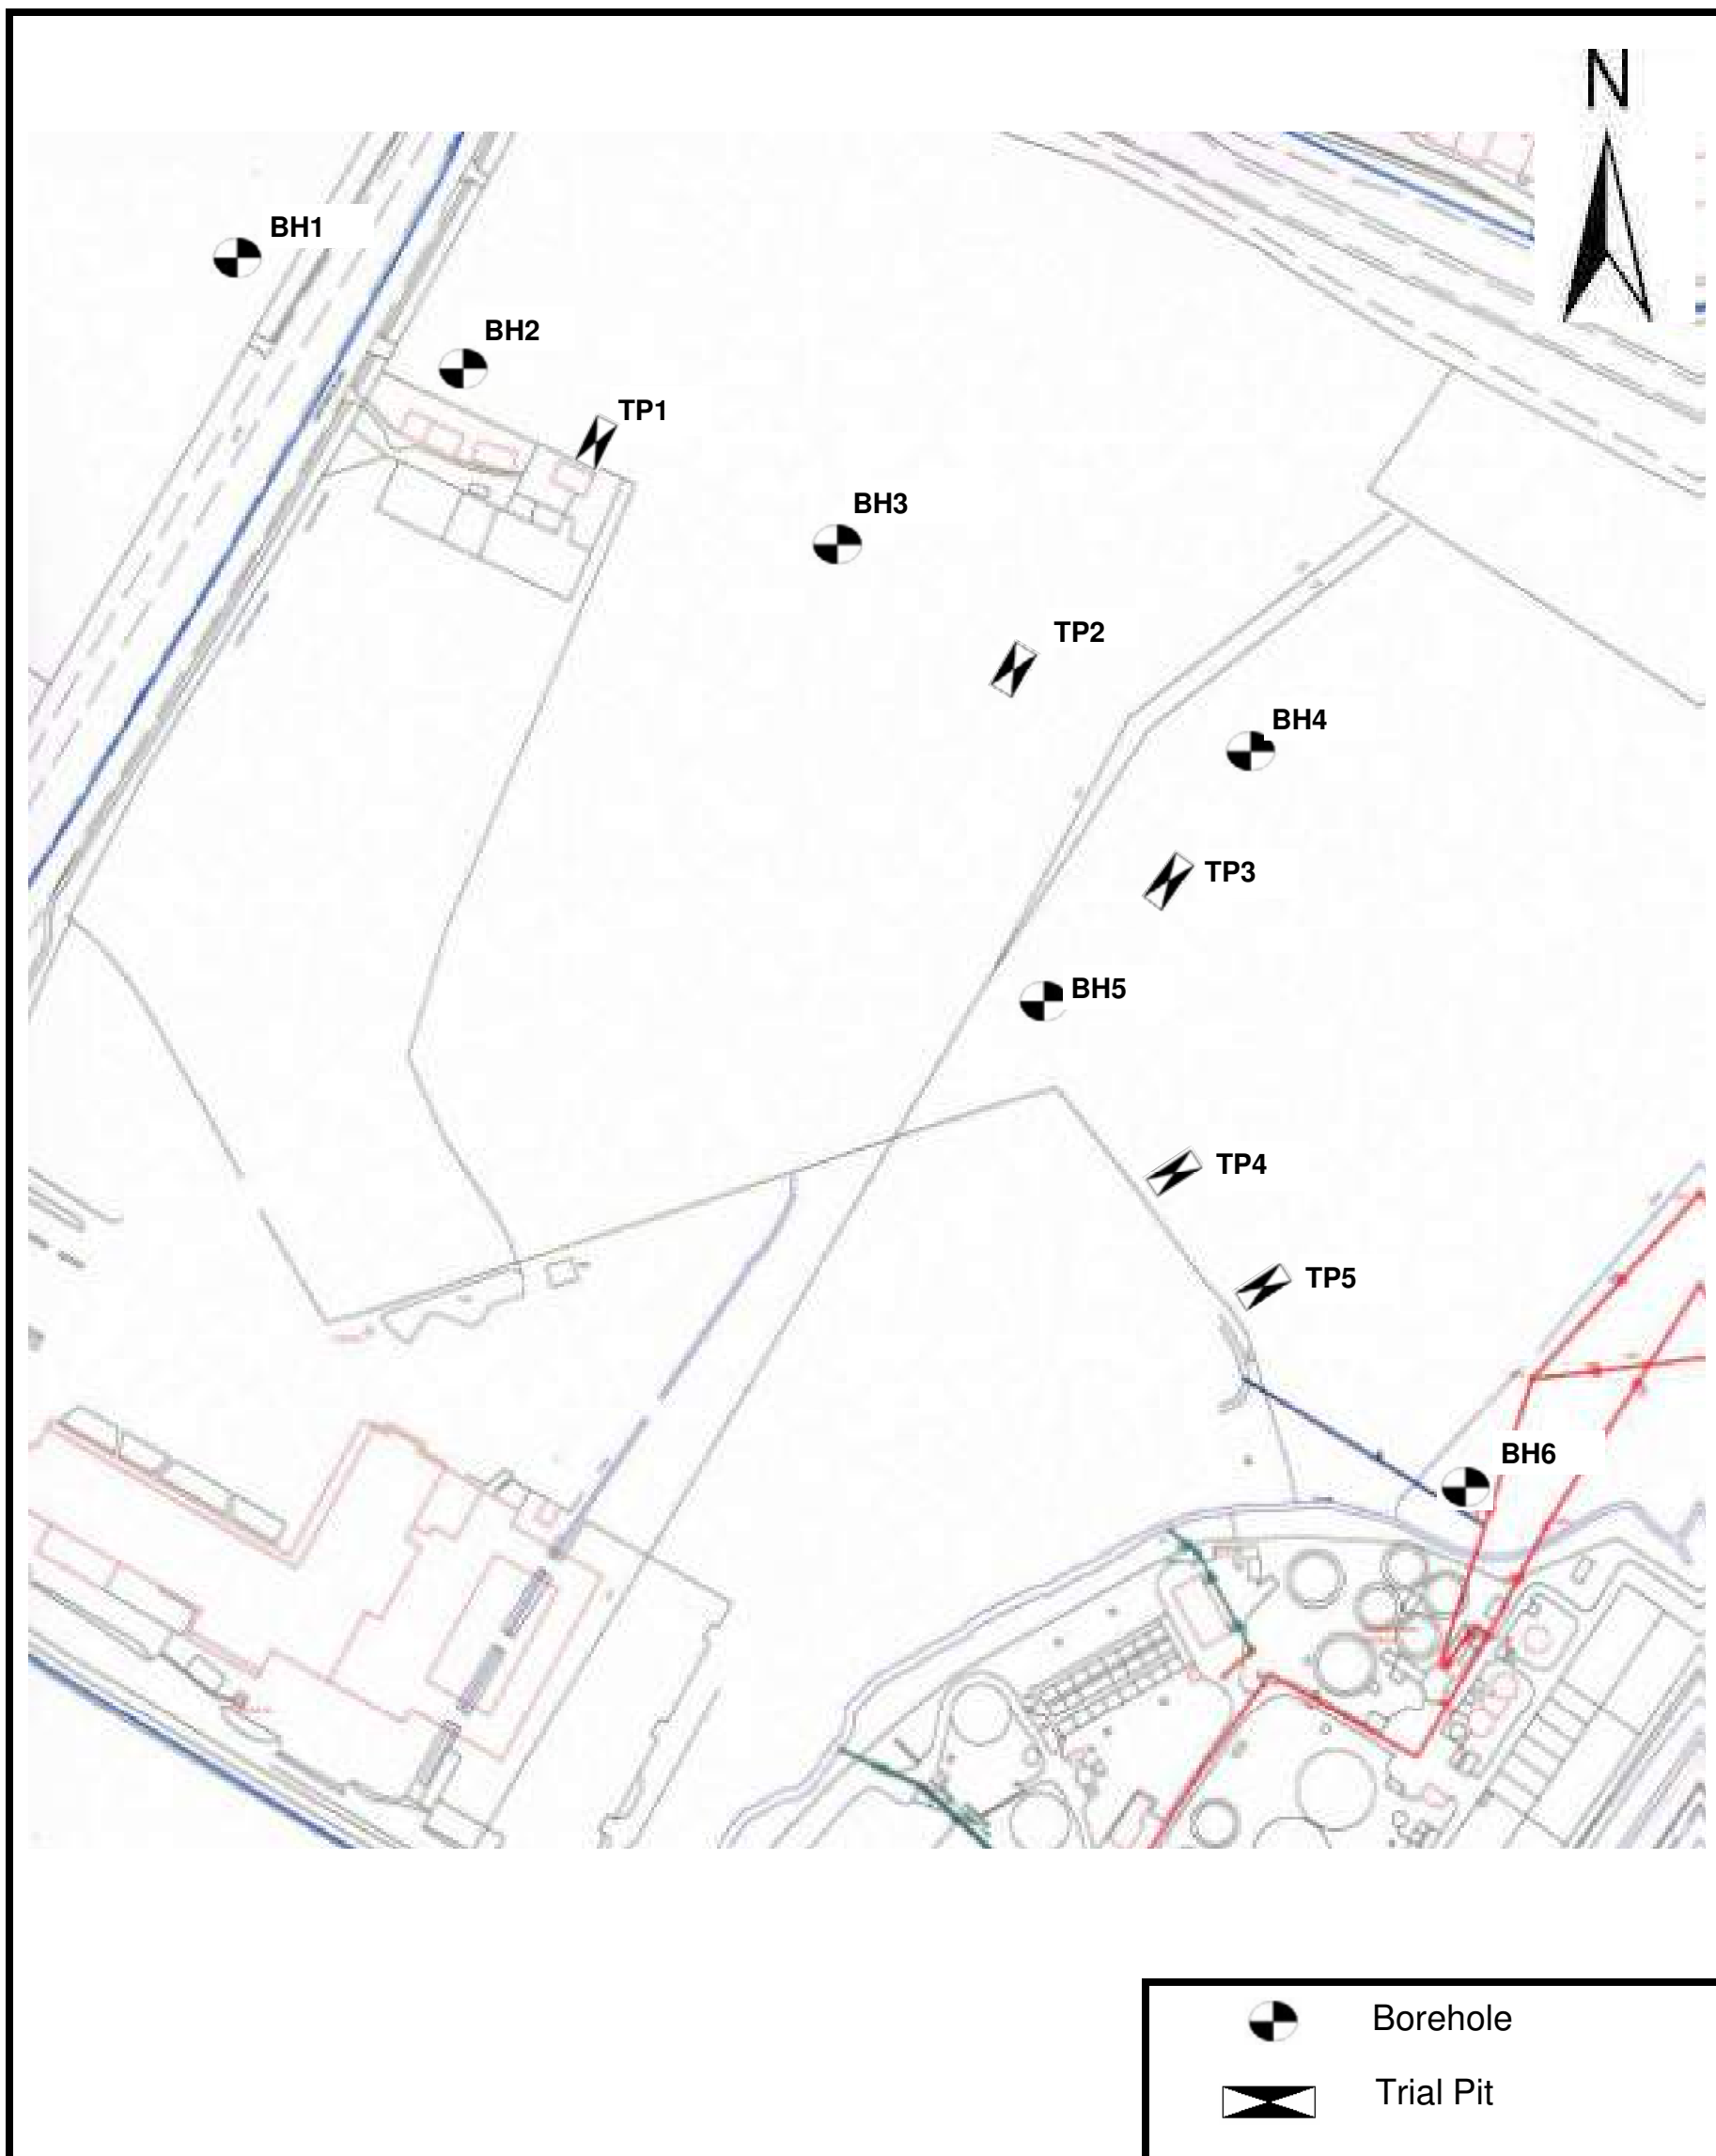 N
BH1
BH2
TP1
BH3
TP2
BH4
TP3
BH5
TP4
TP5
BH6
Borehole
Trial Pit